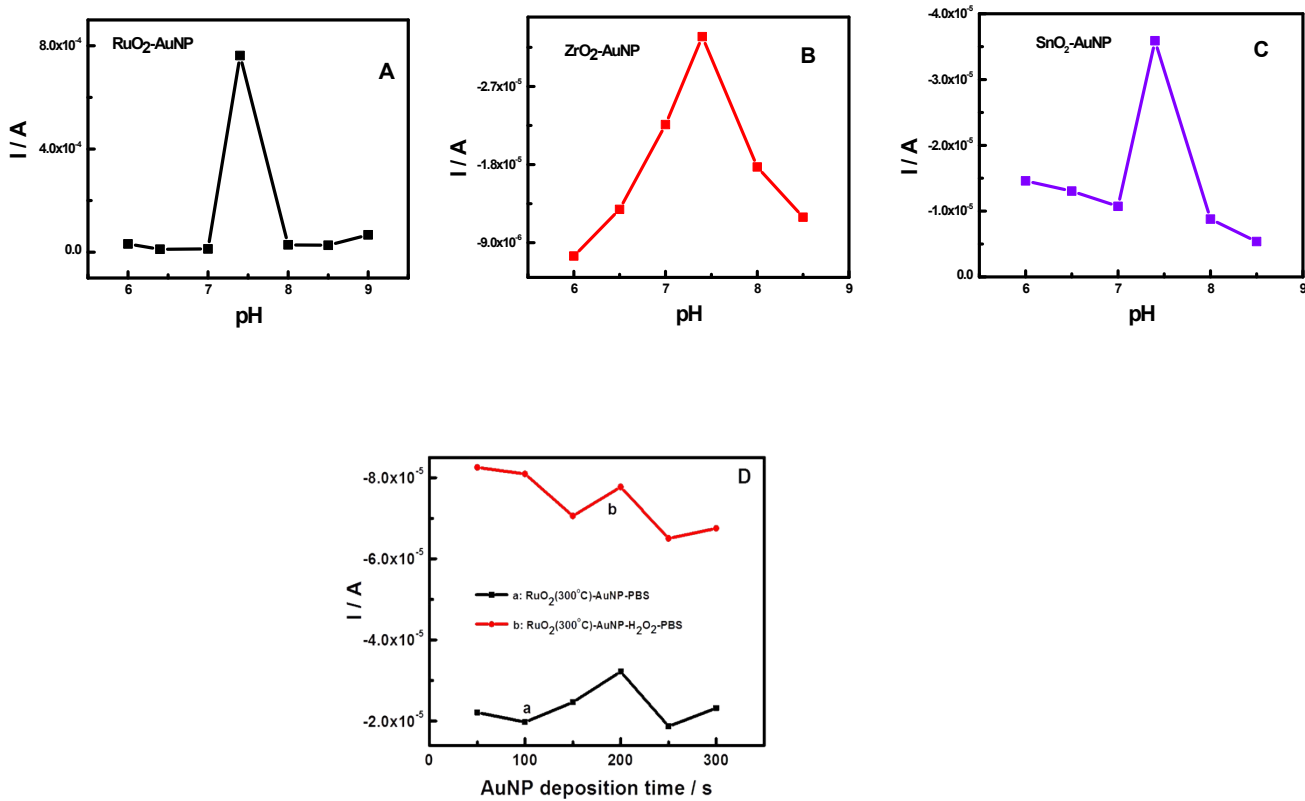 RuO₂-AuNP
A
8.0x10⁻⁴
4.0x10⁻⁴
0.0
I / A
6 7 8 9
pH
ZrO₂-AuNP
B
-2.7x10⁻⁵
-1.8x10⁻⁵
-9.0x10⁻⁶
I / A
6 7 8 9
pH
SnO₂-AuNP
C
-4.0x10⁻⁵
-3.0x10⁻⁵
-2.0x10⁻⁵
-1.0x10⁻⁵
0.0
I / A
6 7 8 9
pH
D
-8.0x10⁻⁵
-6.0x10⁻⁵
-4.0x10⁻⁵
-2.0x10⁻⁵
I / A
b
a: RuO₂(300°C)-AuNP-PBS
b: RuO₂(300°C)-AuNP-H₂O₂-PBS
a
0 100 200 300
AuNP deposition time / s